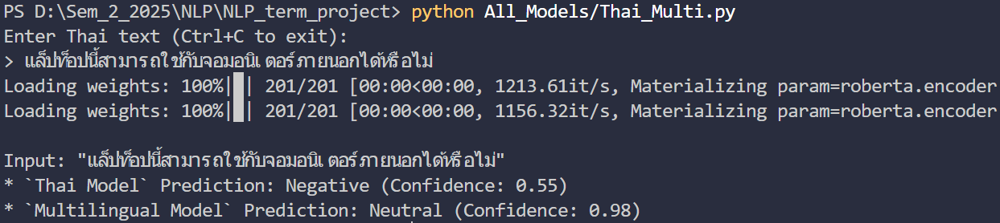 PS D:\Sem_2_2025\NLP\NLP_term_project> python All_Models/Thai_Multi.py
Enter Thai text (Ctrl+C to exit):
> แล็ปท็อปนี้สามารถใช้กับจอมอนิเตอร์ภายนอกได้หรือไม่
Loading weights: 100%|█| 201/201 [00:00<00:00, 1213.61it/s, Materializing param=roberta.encoder
Loading weights: 100%|█| 201/201 [00:00<00:00, 1156.32it/s, Materializing param=roberta.encoder
Input: "แล็ปท็อปนี้สามารถใช้กับจอมอนิเตอร์ภายนอกได้หรือไม่"
* `Thai Model` Prediction: Negative (Confidence: 0.55)
* `Multilingual Model` Prediction: Neutral (Confidence: 0.98)